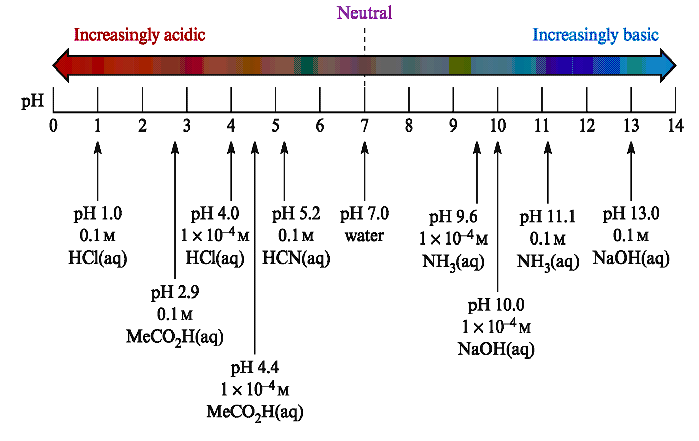 Neutral
Increasingly acidic
Increasingly basic
pH
0 1 2 3 4 5 6 7 8 9 10 11 12 13 14
pH 1.0
0.1 M
HCl(aq)
pH 2.9
0.1 M
MeCO₂H(aq)
pH 4.0
1 × 10⁻⁴ M
HCl(aq)
pH 4.4
1 × 10⁻⁴ M
MeCO₂H(aq)
pH 5.2
0.1 M
HCN(aq)
pH 7.0
water
pH 9.6
1 × 10⁻⁴ M
NH₃(aq)
pH 10.0
1 × 10⁻⁴ M
NaOH(aq)
pH 11.1
0.1 M
NH₃(aq)
pH 13.0
0.1 M
NaOH(aq)